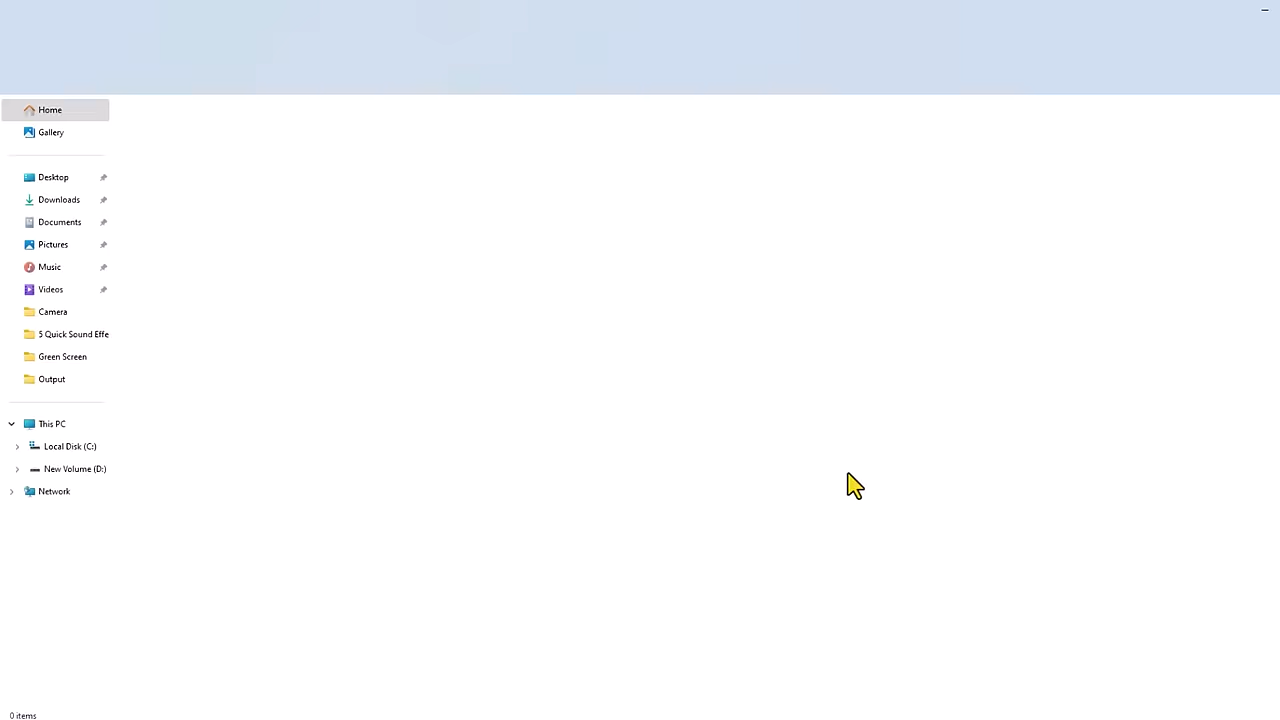 Home
Gallery
Desktop
Downloads
Documents
Pictures
Music
Videos
Camera
5 Quick Sound Effe
Green Screen
Output
This PC
Local Disk (C:)
New Volume (D:)
Network
0 items